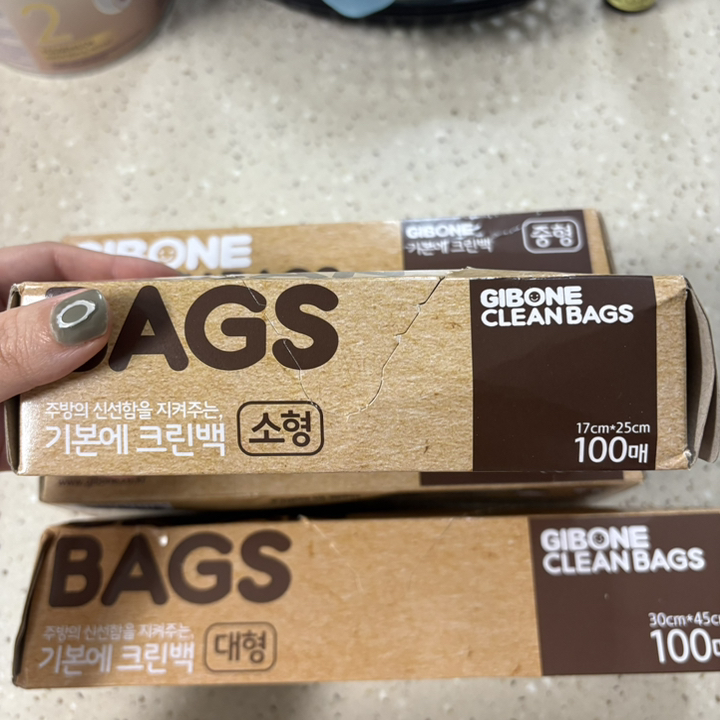 2
GIBONE
GIBONE
기본에 크린백
중형
BAGS
GIBONE
CLEAN BAGS
주방의 신선함을 지켜주는,
기본에 크린백
소형
17cm*25cm
100매
BAGS
GIBONE
CLEAN BAGS
주방의 신선함을 지켜주는,
기본에 크린백
대형
30cm*45c
100